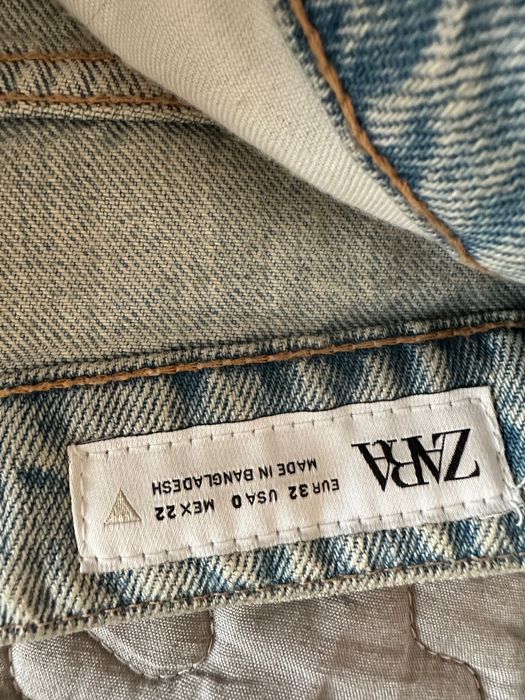 ZARA
EUR 32 USA 0 MEX 22
MADE IN BANGLADESH